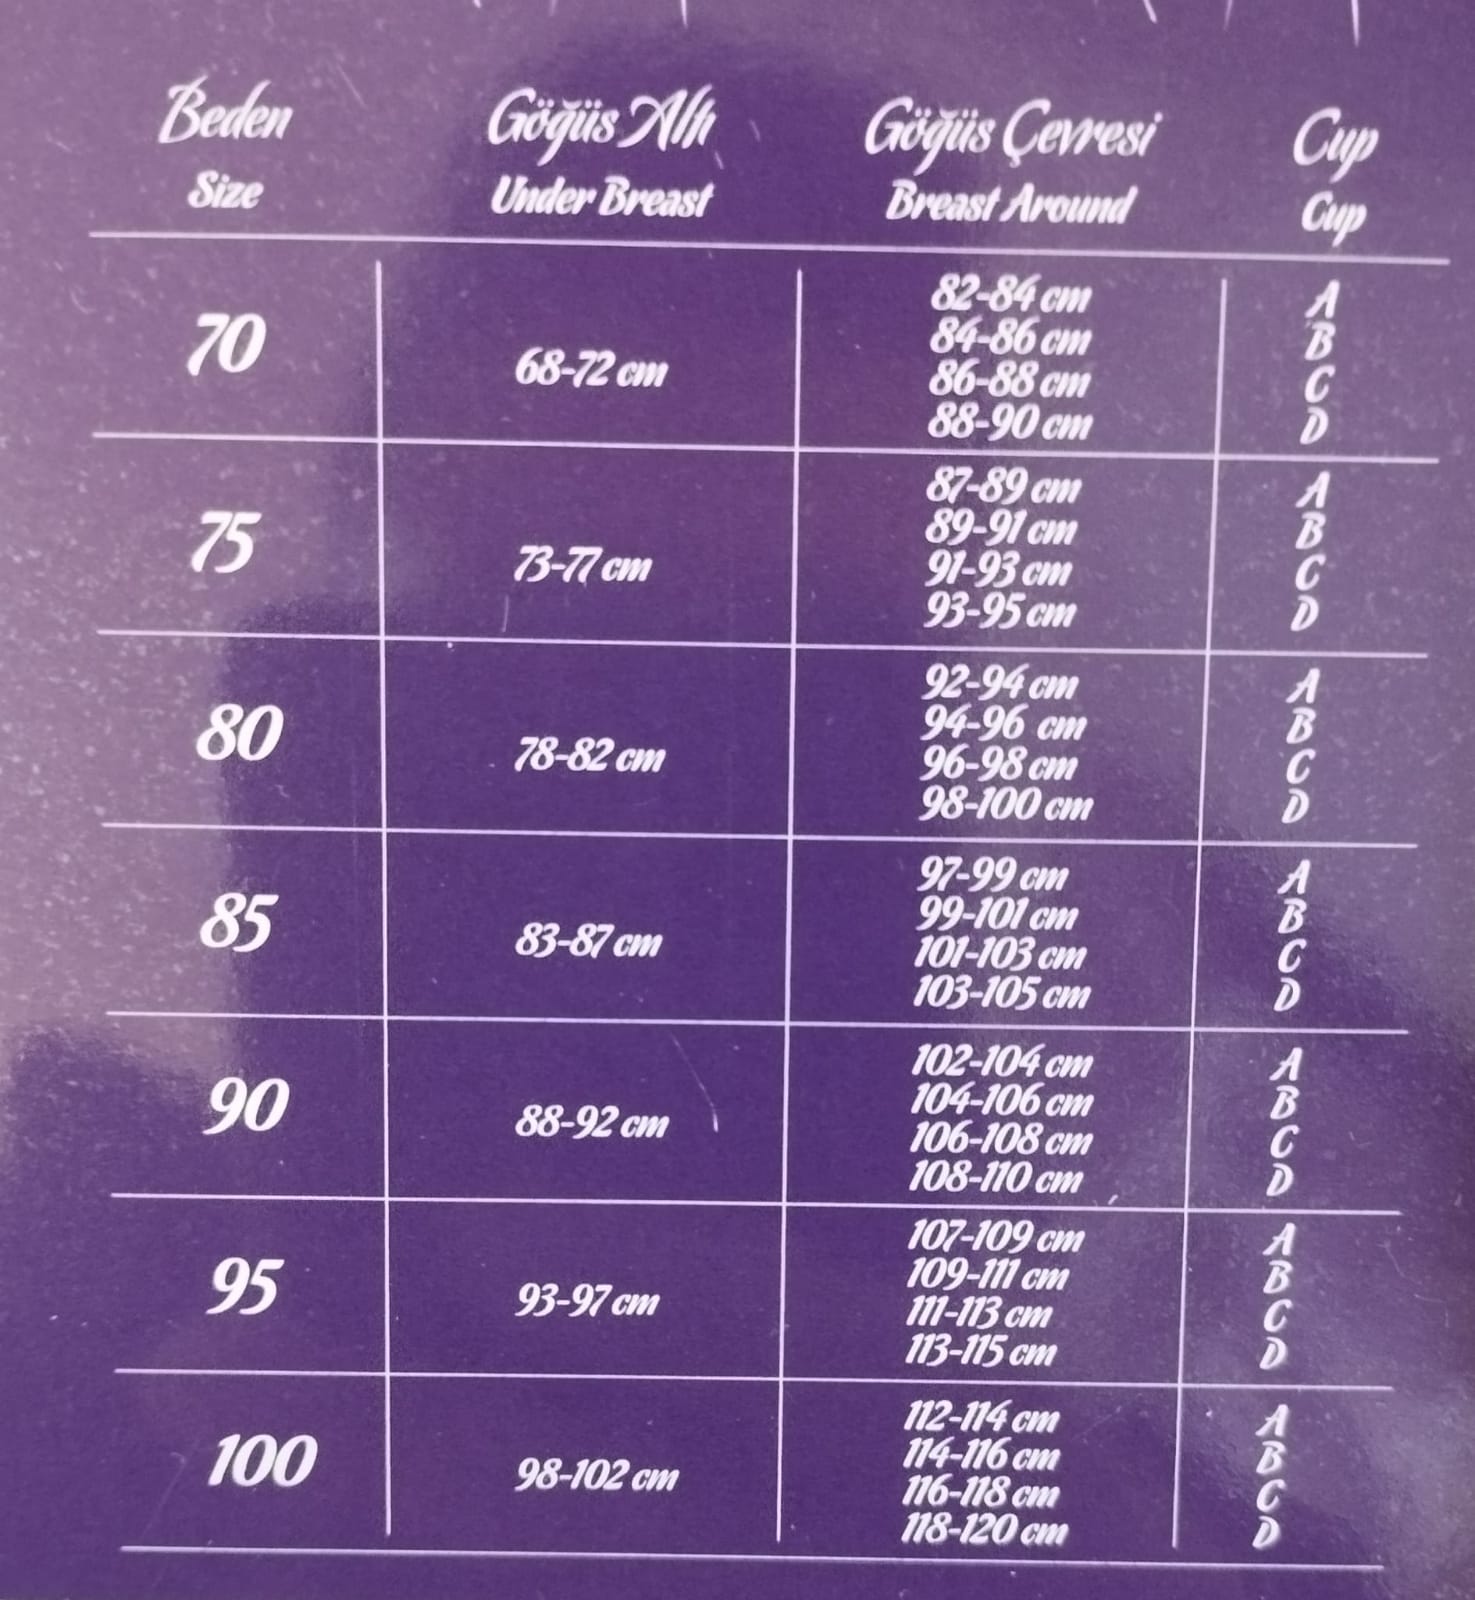 Beden Göğüs Altı Göğüs Çevresi Cup
Size Under Breast Breast Around Cup
70 68-72 cm
82-84 cm A
84-86 cm B
86-88 cm C
88-90 cm D
75 73-77 cm
87-89 cm A
89-91 cm B
91-93 cm C
93-95 cm D
80 78-82 cm
92-94 cm A
94-96 cm B
96-98 cm C
98-100 cm D
85 83-87 cm
97-99 cm A
99-101 cm B
101-103 cm C
103-105 cm D
90 88-92 cm
102-104 cm A
104-106 cm B
106-108 cm C
108-110 cm D
95 93-97 cm
107-109 cm A
109-111 cm B
111-113 cm C
113-115 cm D
100 98-102 cm
112-114 cm A
114-116 cm B
116-118 cm C
118-120 cm D